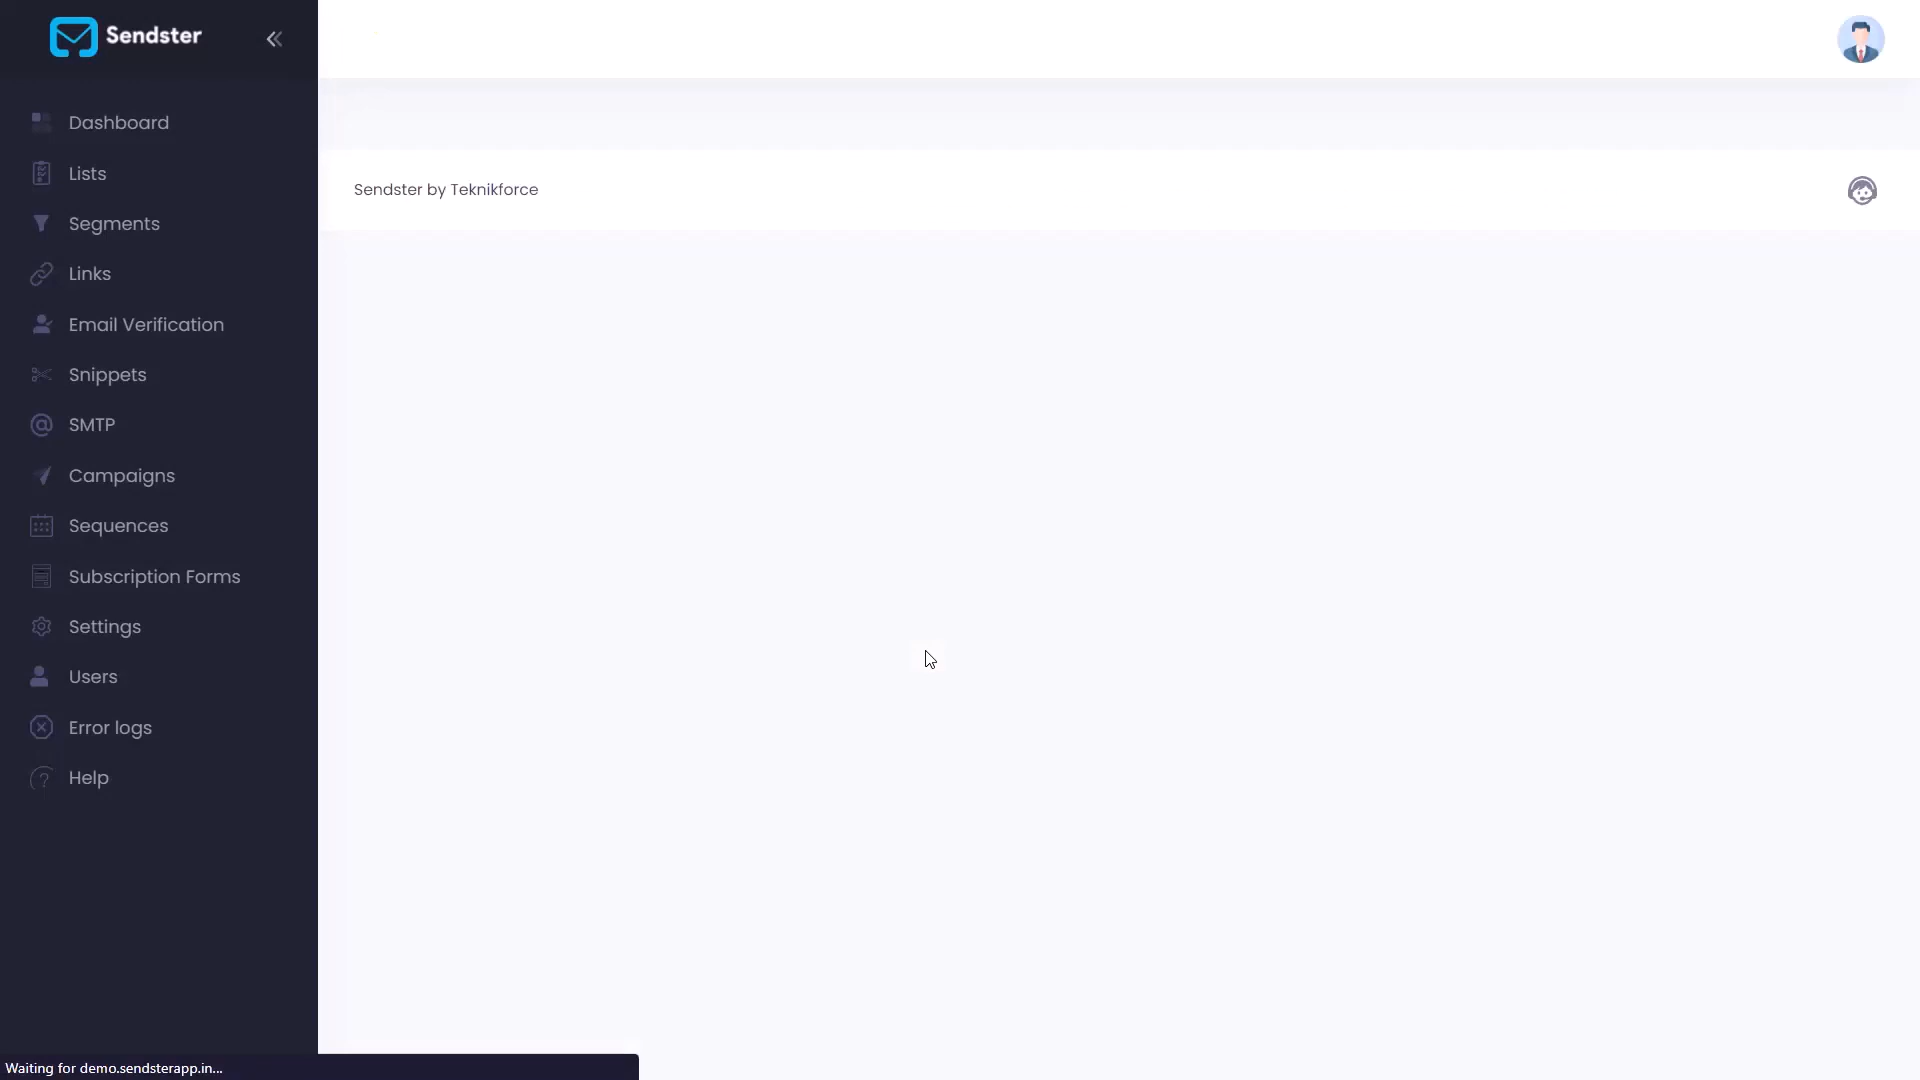 Sendster
Dashboard
Lists
Segments
Links
Email Verification
Snippets
SMTP
Campaigns
Sequences
Subscription Forms
Settings
Users
Error logs
Help
Sendster by Teknikforce
Waiting for demo.sendsterapp.in...